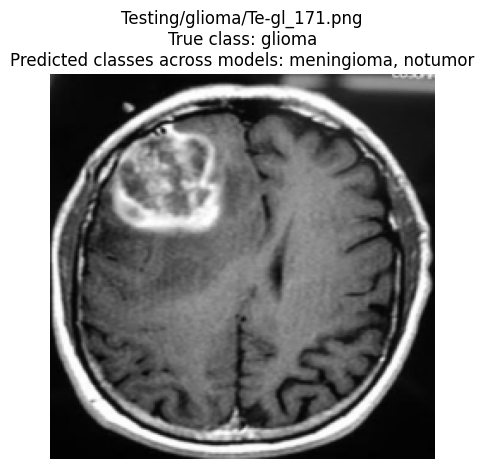 Testing/glioma/Te-gl_171.png
True class: glioma
Predicted classes across models: meningioma, notumor